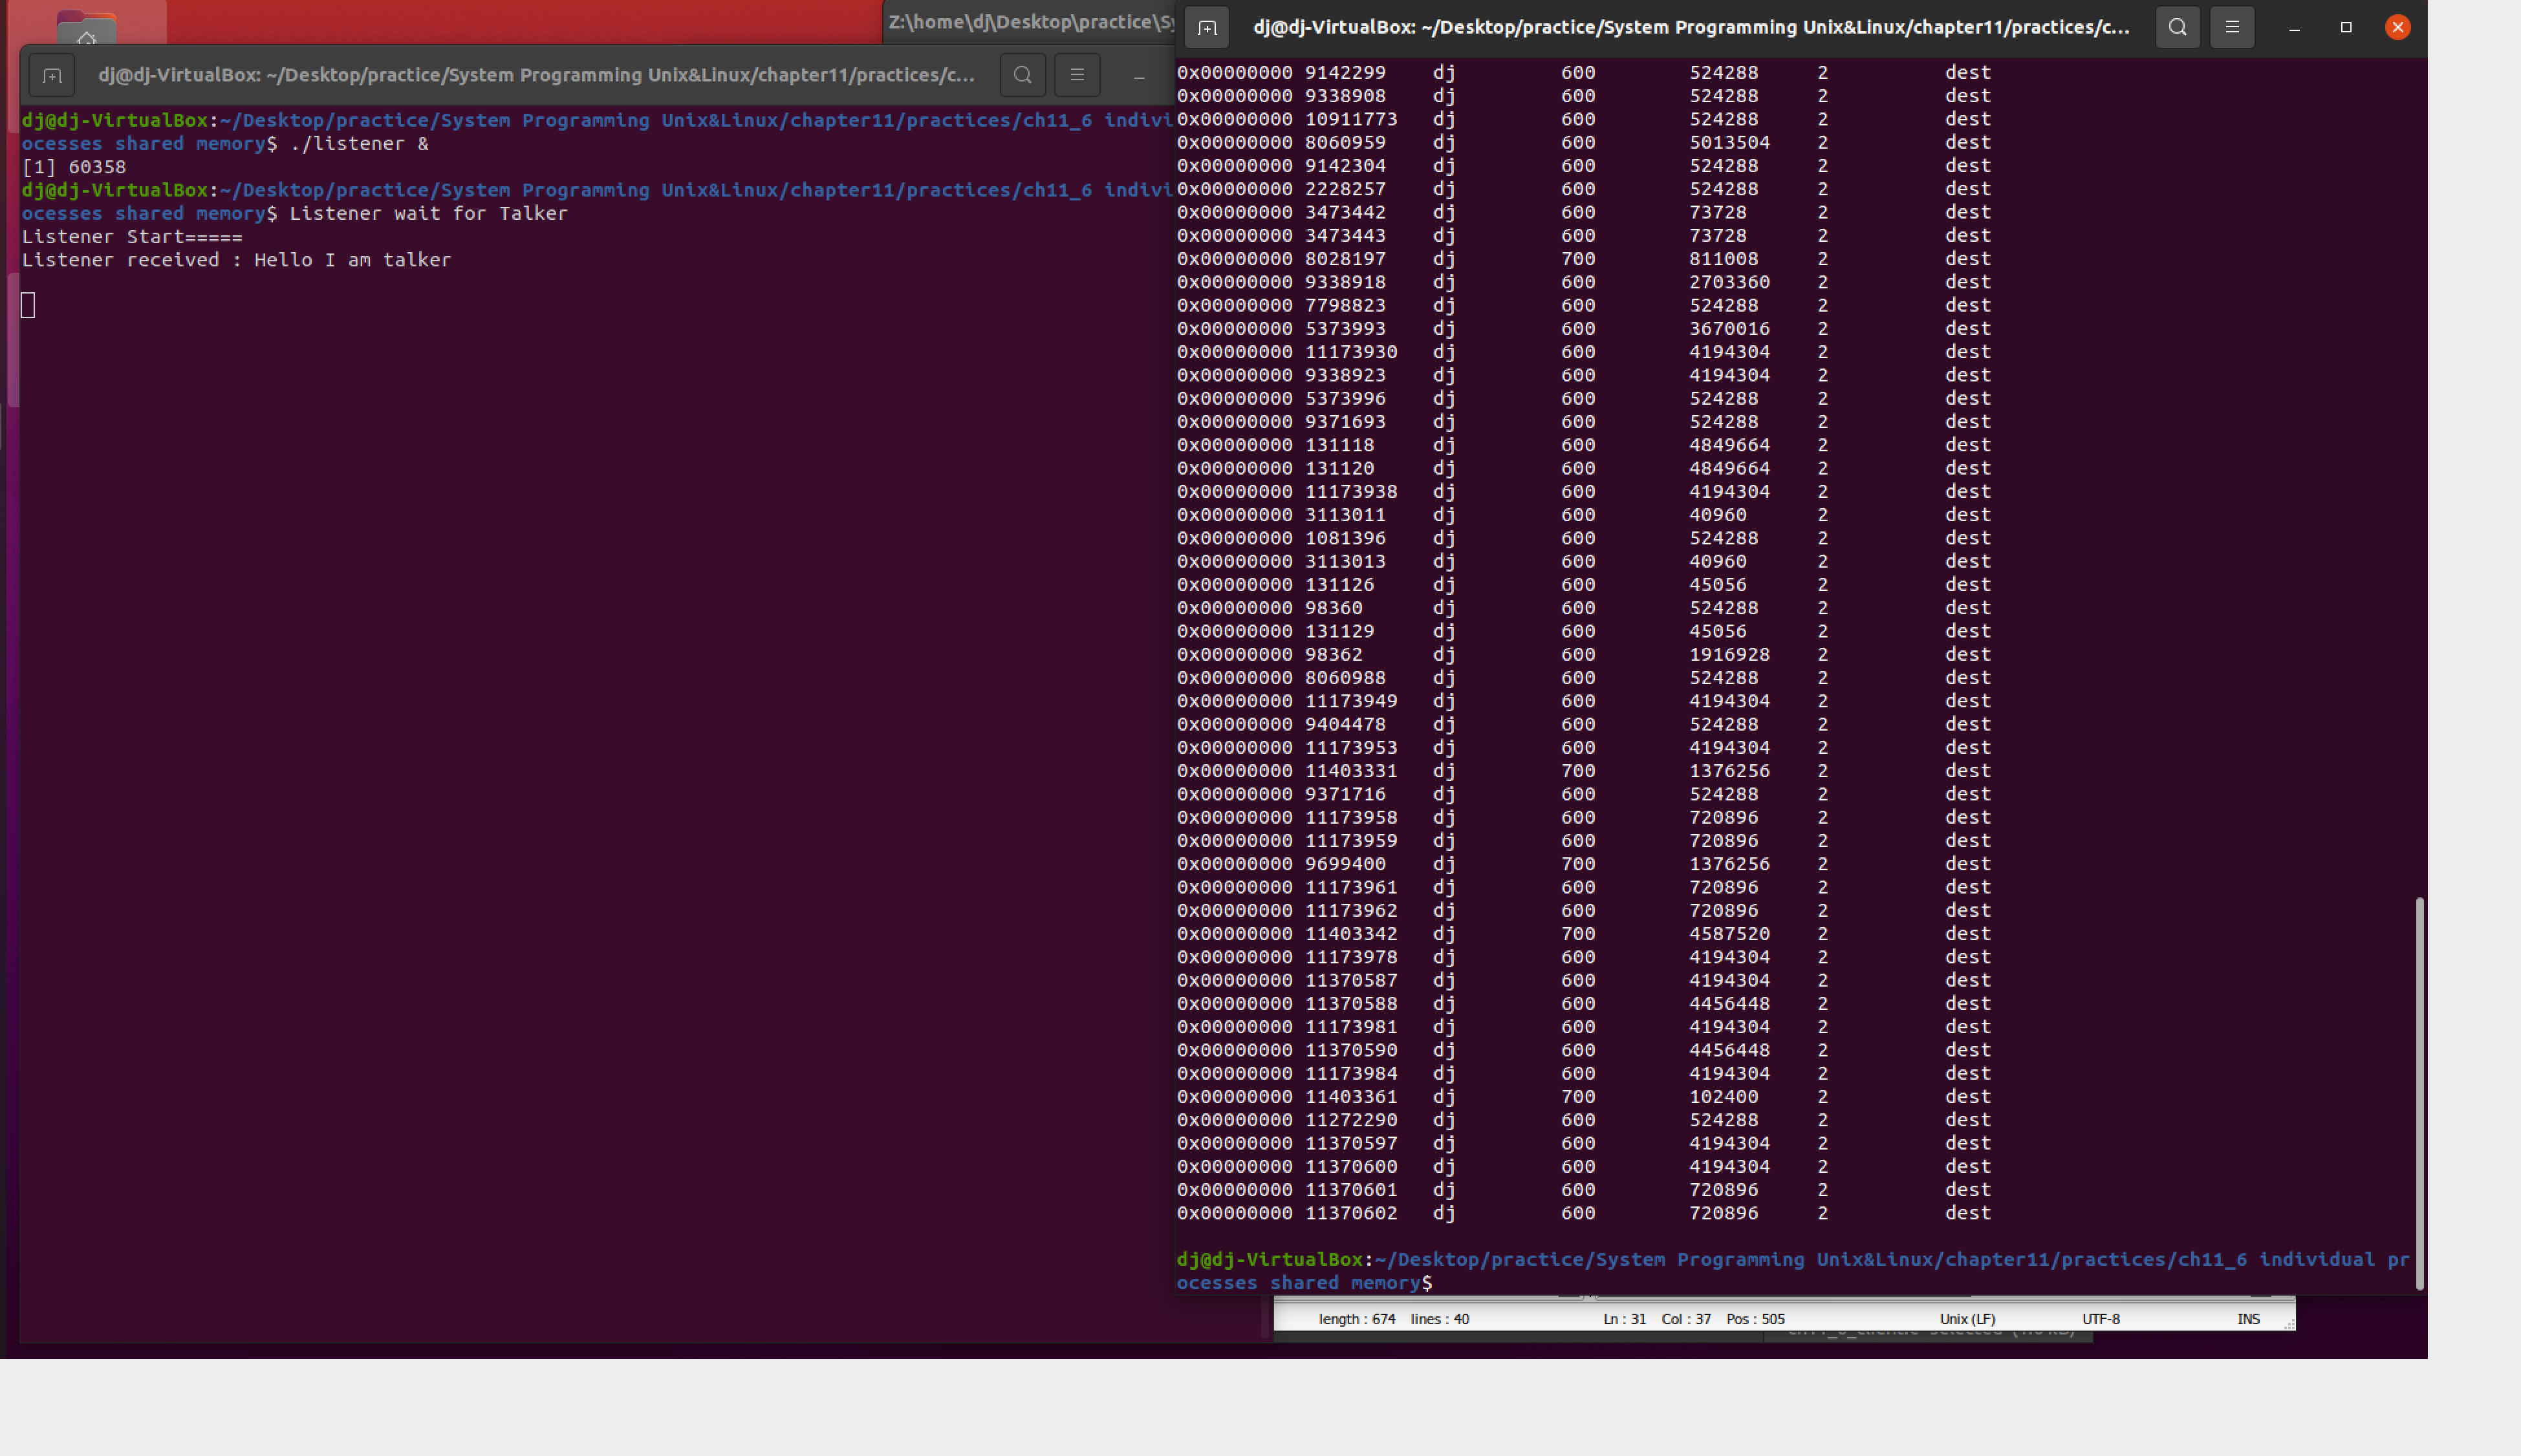 Z:\home\dj\Desktop\practice\Sy
dj@dj-VirtualBox: ~/Desktop/practice/System Programming Unix&Linux/chapter11/practices/c...
dj@dj-VirtualBox:~/Desktop/practice/System Programming Unix&Linux/chapter11/practices/ch11_6 indivi
ocesses shared memory$ ./listener &
[1] 60358
dj@dj-VirtualBox:~/Desktop/practice/System Programming Unix&Linux/chapter11/practices/ch11_6 indivi
ocesses shared memory$ Listener wait for Talker
Listener Start=====
Listener received : Hello I am talker
dj@dj-VirtualBox: ~/Desktop/practice/System Programming Unix&Linux/chapter11/practices/c...
0x00000000 9142299 dj 600 524288 2 dest
0x00000000 9338908 dj 600 524288 2 dest
0x00000000 10911773 dj 600 524288 2 dest
0x00000000 8060959 dj 600 5013504 2 dest
0x00000000 9142304 dj 600 524288 2 dest
0x00000000 2228257 dj 600 524288 2 dest
0x00000000 3473442 dj 600 73728 2 dest
0x00000000 3473443 dj 600 73728 2 dest
0x00000000 8028197 dj 700 811008 2 dest
0x00000000 9338918 dj 600 2703360 2 dest
0x00000000 7798823 dj 600 524288 2 dest
0x00000000 5373993 dj 600 3670016 2 dest
0x00000000 11173930 dj 600 4194304 2 dest
0x00000000 9338923 dj 600 4194304 2 dest
0x00000000 5373996 dj 600 524288 2 dest
0x00000000 9371693 dj 600 524288 2 dest
0x00000000 131118 dj 600 4849664 2 dest
0x00000000 131120 dj 600 4849664 2 dest
0x00000000 11173938 dj 600 4194304 2 dest
0x00000000 3113011 dj 600 40960 2 dest
0x00000000 1081396 dj 600 524288 2 dest
0x00000000 3113013 dj 600 40960 2 dest
0x00000000 131126 dj 600 45056 2 dest
0x00000000 98360 dj 600 524288 2 dest
0x00000000 131129 dj 600 45056 2 dest
0x00000000 98362 dj 600 1916928 2 dest
0x00000000 8060988 dj 600 524288 2 dest
0x00000000 11173949 dj 600 4194304 2 dest
0x00000000 9404478 dj 600 524288 2 dest
0x00000000 11173953 dj 600 4194304 2 dest
0x00000000 11403331 dj 700 1376256 2 dest
0x00000000 9371716 dj 600 524288 2 dest
0x00000000 11173958 dj 600 720896 2 dest
0x00000000 11173959 dj 600 720896 2 dest
0x00000000 9699400 dj 700 1376256 2 dest
0x00000000 11173961 dj 600 720896 2 dest
0x00000000 11173962 dj 600 720896 2 dest
0x00000000 11403342 dj 700 4587520 2 dest
0x00000000 11173978 dj 600 4194304 2 dest
0x00000000 11370587 dj 600 4194304 2 dest
0x00000000 11370588 dj 600 4456448 2 dest
0x00000000 11173981 dj 600 4194304 2 dest
0x00000000 11370590 dj 600 4456448 2 dest
0x00000000 11173984 dj 600 4194304 2 dest
0x00000000 11403361 dj 700 102400 2 dest
0x00000000 11272290 dj 600 524288 2 dest
0x00000000 11370597 dj 600 4194304 2 dest
0x00000000 11370600 dj 600 4194304 2 dest
0x00000000 11370601 dj 600 720896 2 dest
0x00000000 11370602 dj 600 720896 2 dest
dj@dj-VirtualBox:~/Desktop/practice/System Programming Unix&Linux/chapter11/practices/ch11_6 individual pr
ocesses shared memory$
length : 674 lines : 40 Ln : 31 Col : 37 Pos : 505 Unix (LF) UTF-8 INS